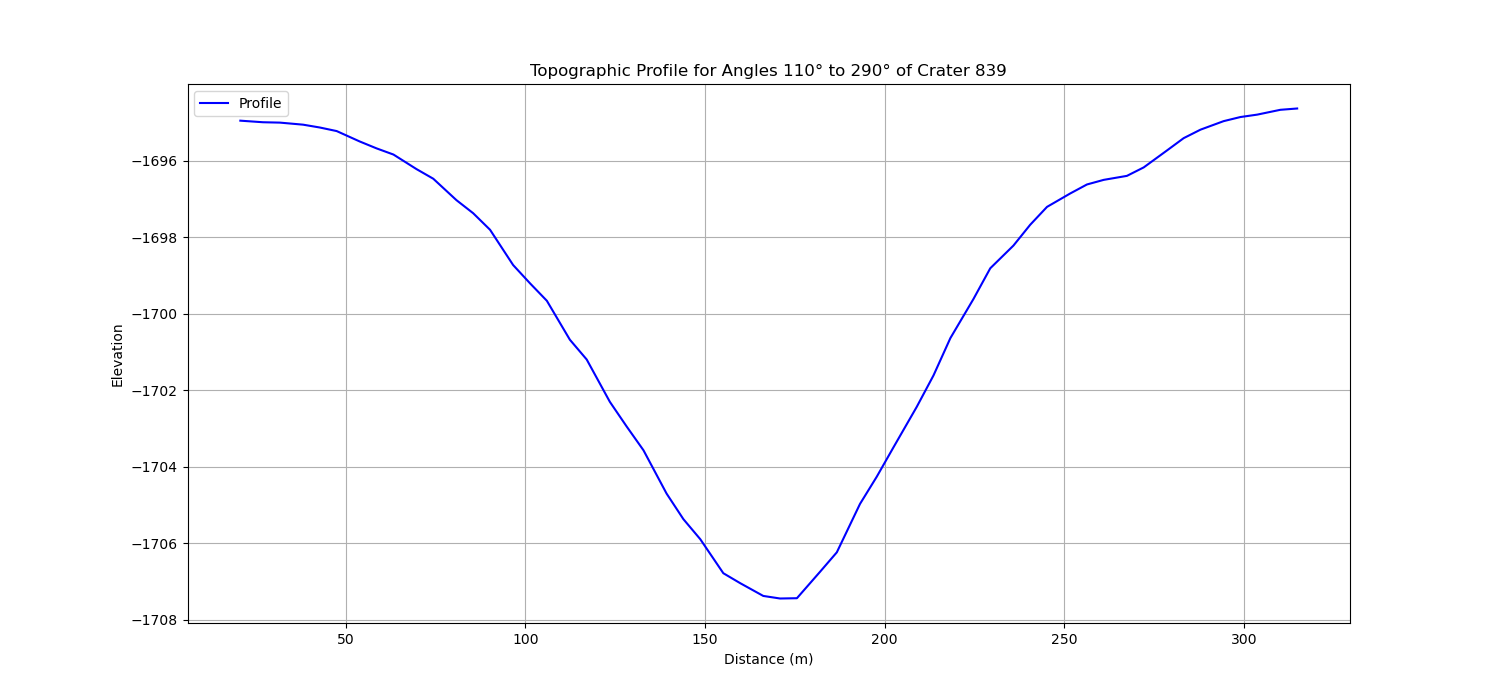 Topographic Profile for Angles 110° to 290° of Crater 839
Profile
Elevation
−1696
−1698
−1700
−1702
−1704
−1706
−1708
50 100 150 200 250 300
Distance (m)